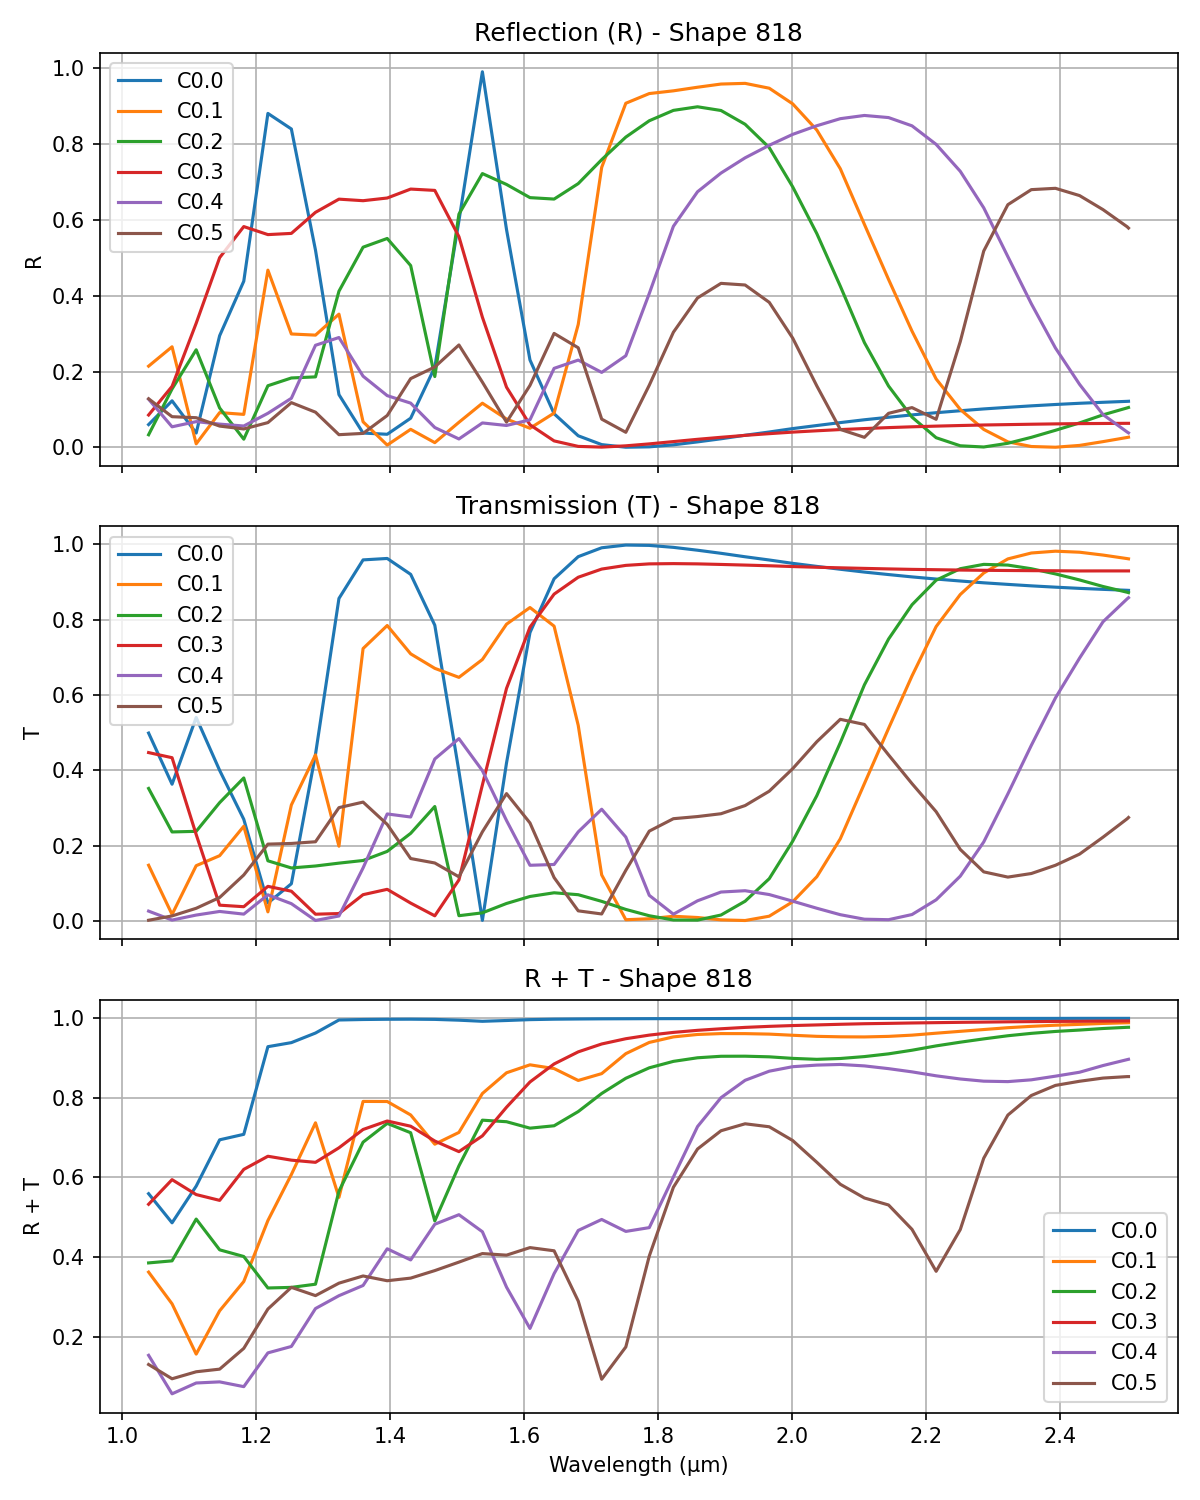 Reflection (R) - Shape 818
1.0
0.8
0.6
0.4
0.2
0.0
R
C0.0
C0.1
C0.2
C0.3
C0.4
C0.5
Transmission (T) - Shape 818
1.0
0.8
0.6
0.4
0.2
0.0
T
C0.0
C0.1
C0.2
C0.3
C0.4
C0.5
R + T - Shape 818
1.0
0.8
0.6
0.4
0.2
R + T
C0.0
C0.1
C0.2
C0.3
C0.4
C0.5
1.0 1.2 1.4 1.6 1.8 2.0 2.2 2.4
Wavelength (µm)